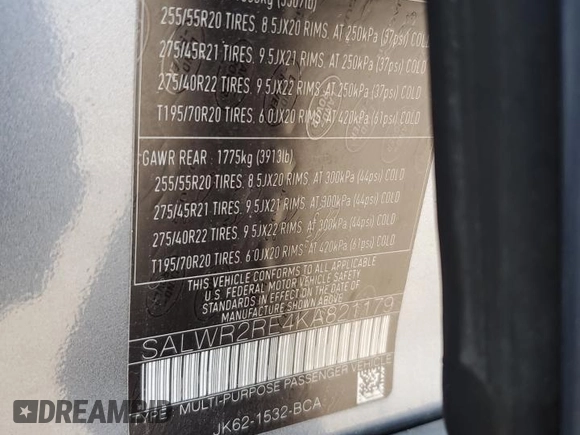 (3307lb)
255/55R20 TIRES. 8.5JX20 RIMS. AT 250kPa (37psi) COLD
275/45R21 TIRES. 9.5JX21 RIMS. AT 250kPa (37psi) COLD
275/40R22 TIRES. 9.5JX22 RIMS. AT 250kPa (37psi) COLD
T195/70R20 TIRES. 6.0JX20 RIMS. AT 420kPa (61psi) COLD
GAWR REAR : 1775kg (3913lb)
255/55R20 TIRES. 8.5JX20 RIMS. AT 300kPa (44psi) COLD
275/45R21 TIRES. 9.5JX21 RIMS. AT 300kPa (44psi) COLD
275/40R22 TIRES. 9.5JX22 RIMS. AT 300kPa (44psi) COLD
T195/70R20 TIRES. 6.0JX20 RIMS. AT 420kPa (61psi) COLD
THIS VEHICLE CONFORMS TO ALL APPLICABLE
U.S. FEDERAL MOTOR VEHICLE SAFETY
STANDARDS IN EFFECT ON THE DATE OF
MANUFACTURE SHOWN ABOVE
SALWR2RE4KA821179
TYPE : MULTI-PURPOSE PASSENGER VEHICLE
JK62-1532-BCA
DREAMBID